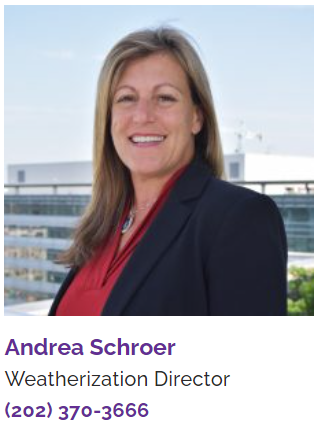 Andrea Schroer
Weatherization Director
(202) 370-3666